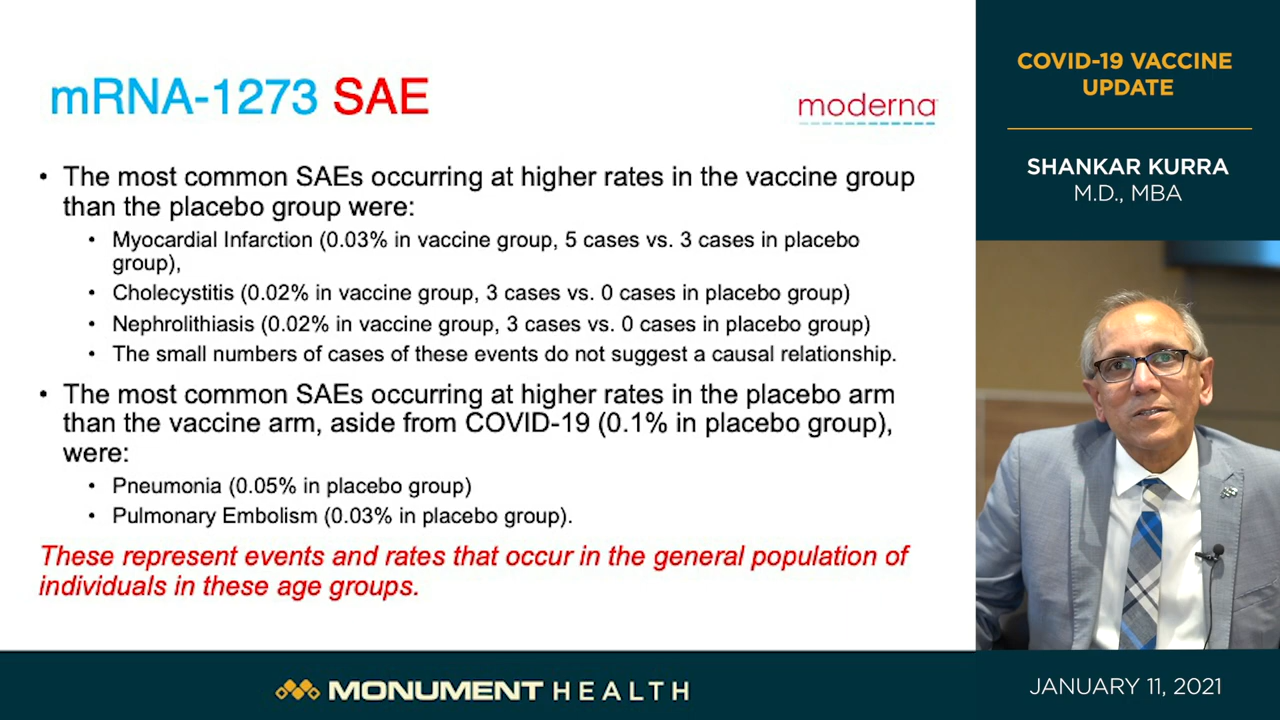 mRNA-1273 SAE
moderna
• The most common SAEs occurring at higher rates in the vaccine group
than the placebo group were:
• Myocardial Infarction (0.03% in vaccine group, 5 cases vs. 3 cases in placebo
group),
• Cholecystitis (0.02% in vaccine group, 3 cases vs. 0 cases in placebo group)
• Nephrolithiasis (0.02% in vaccine group, 3 cases vs. 0 cases in placebo group)
• The small numbers of cases of these events do not suggest a causal relationship.
• The most common SAEs occurring at higher rates in the placebo arm
than the vaccine arm, aside from COVID-19 (0.1% in placebo group),
were:
• Pneumonia (0.05% in placebo group)
• Pulmonary Embolism (0.03% in placebo group).
These represent events and rates that occur in the general population of
individuals in these age groups.
COVID-19 VACCINE
UPDATE
SHANKAR KURRA
M.D., MBA
MONUMENT HEALTH
JANUARY 11, 2021